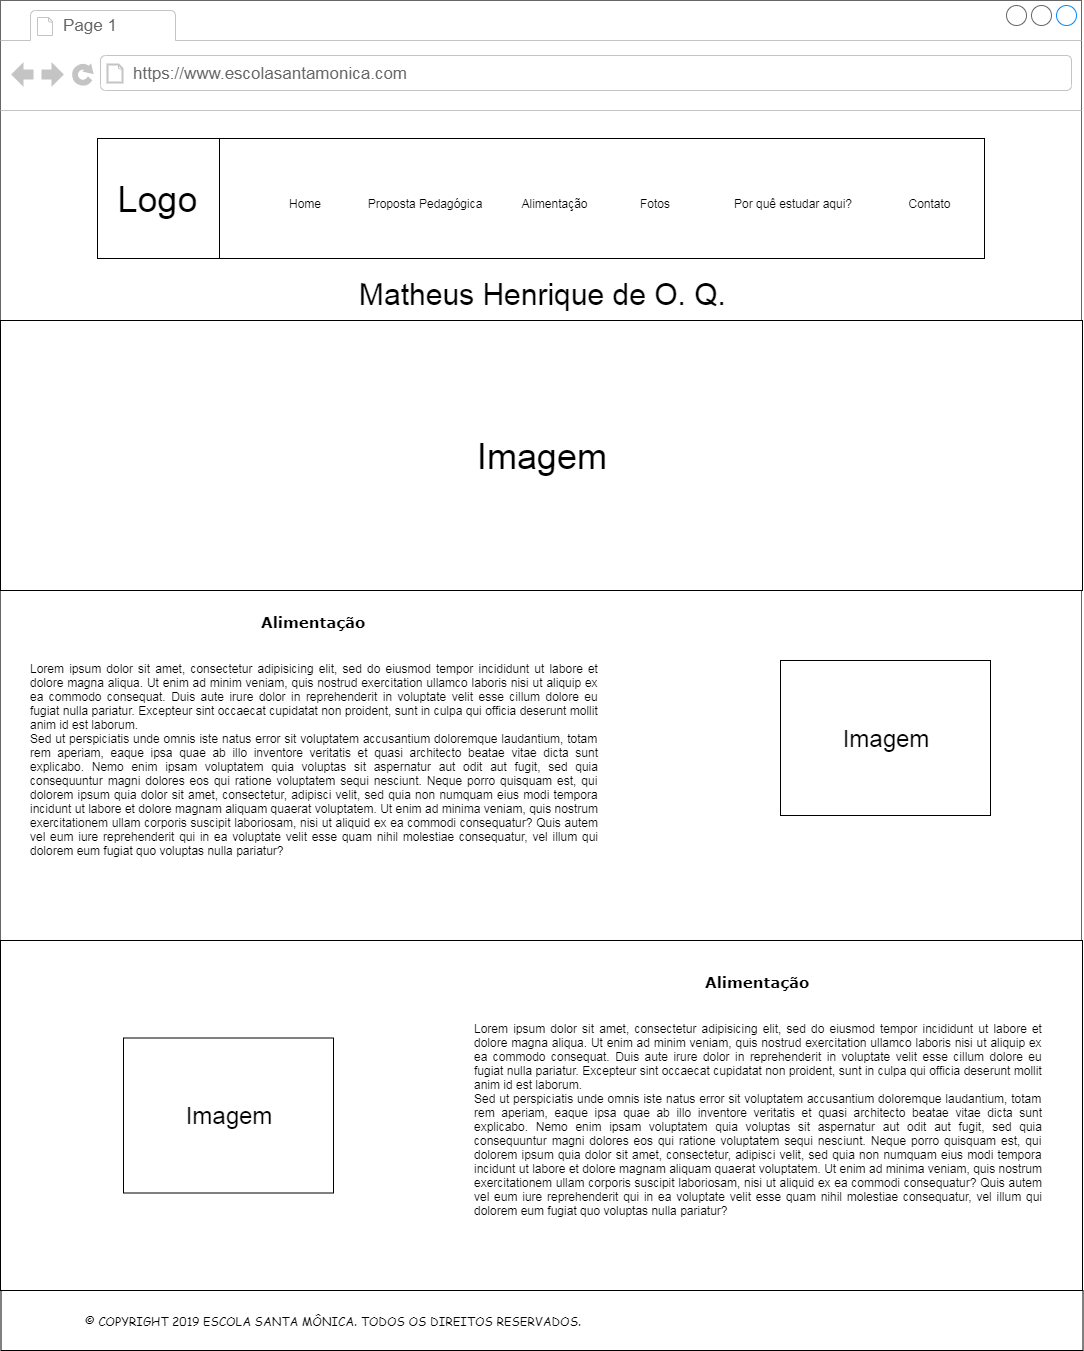 Page 1
https://www.escolasantamonica.com
Logo
Home Proposta Pedagógica Alimentação Fotos Por quê estudar aqui? Contato
Matheus Henrique de O. Q.
Imagem
Alimentação
Lorem ipsum dolor sit amet, consectetur adipisicing elit, sed do eiusmod tempor incididunt ut labore et
dolore magna aliqua. Ut enim ad minim veniam, quis nostrud exercitation ullamco laboris nisi ut aliquip ex
ea commodo consequat. Duis aute irure dolor in reprehenderit in voluptate velit esse cillum dolore eu
fugiat nulla pariatur. Excepteur sint occaecat cupidatat non proident, sunt in culpa qui officia deserunt mollit
anim id est laborum.
Sed ut perspiciatis unde omnis iste natus error sit voluptatem accusantium doloremque laudantium, totam
rem aperiam, eaque ipsa quae ab illo inventore veritatis et quasi architecto beatae vitae dicta sunt
explicabo. Nemo enim ipsam voluptatem quia voluptas sit aspernatur aut odit aut fugit, sed quia
consequuntur magni dolores eos qui ratione voluptatem sequi nesciunt. Neque porro quisquam est, qui
dolorem ipsum quia dolor sit amet, consectetur, adipisci velit, sed quia non numquam eius modi tempora
incidunt ut labore et dolore magnam aliquam quaerat voluptatem. Ut enim ad minima veniam, quis nostrum
exercitationem ullam corporis suscipit laboriosam, nisi ut aliquid ex ea commodi consequatur? Quis autem
vel eum iure reprehenderit qui in ea voluptate velit esse quam nihil molestiae consequatur, vel illum qui
dolorem eum fugiat quo voluptas nulla pariatur?
Imagem
Alimentação
Imagem
Lorem ipsum dolor sit amet, consectetur adipisicing elit, sed do eiusmod tempor incididunt ut labore et
dolore magna aliqua. Ut enim ad minim veniam, quis nostrud exercitation ullamco laboris nisi ut aliquip ex
ea commodo consequat. Duis aute irure dolor in reprehenderit in voluptate velit esse cillum dolore eu
fugiat nulla pariatur. Excepteur sint occaecat cupidatat non proident, sunt in culpa qui officia deserunt mollit
anim id est laborum.
Sed ut perspiciatis unde omnis iste natus error sit voluptatem accusantium doloremque laudantium, totam
rem aperiam, eaque ipsa quae ab illo inventore veritatis et quasi architecto beatae vitae dicta sunt
explicabo. Nemo enim ipsam voluptatem quia voluptas sit aspernatur aut odit aut fugit, sed quia
consequuntur magni dolores eos qui ratione voluptatem sequi nesciunt. Neque porro quisquam est, qui
dolorem ipsum quia dolor sit amet, consectetur, adipisci velit, sed quia non numquam eius modi tempora
incidunt ut labore et dolore magnam aliquam quaerat voluptatem. Ut enim ad minima veniam, quis nostrum
exercitationem ullam corporis suscipit laboriosam, nisi ut aliquid ex ea commodi consequatur? Quis autem
vel eum iure reprehenderit qui in ea voluptate velit esse quam nihil molestiae consequatur, vel illum qui
dolorem eum fugiat quo voluptas nulla pariatur?
© COPYRIGHT 2019 ESCOLA SANTA MÔNICA. TODOS OS DIREITOS RESERVADOS.